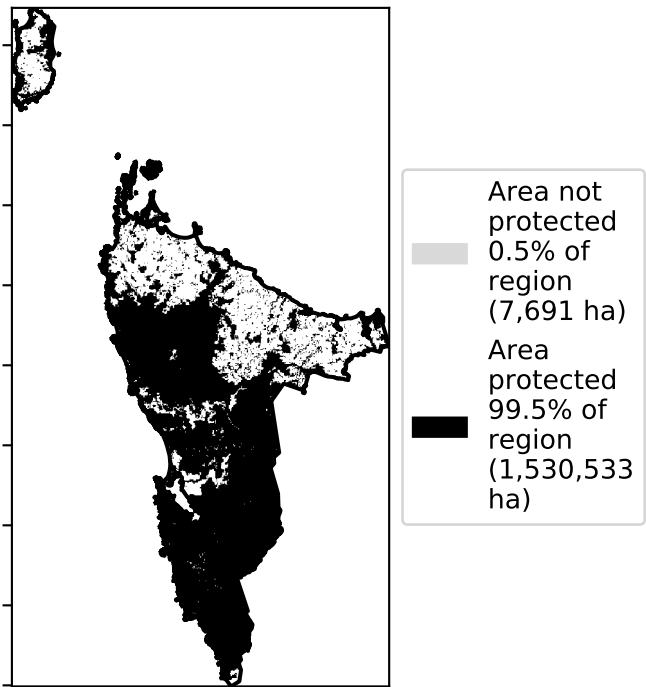 Area not
protected
0.5% of
region
(7,691 ha)
Area
protected
99.5% of
region
(1,530,533
ha)